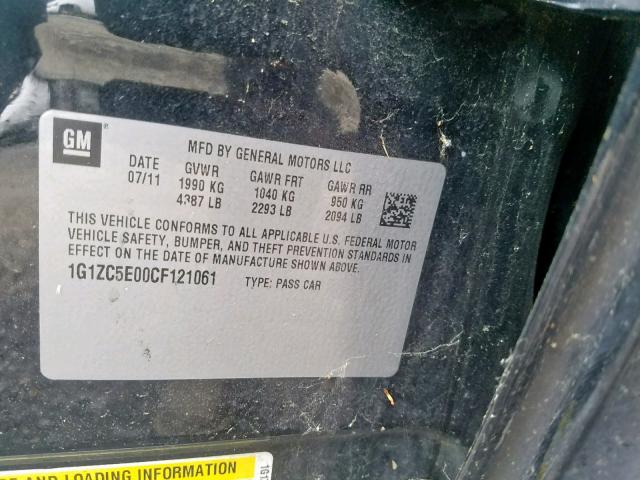 GM ®
MFD BY GENERAL MOTORS LLC
DATE GVWR GAWR FRT GAWR RR
07/11 1990 KG 1040 KG 950 KG
4387 LB 2293 LB 2094 LB
THIS VEHICLE CONFORMS TO ALL APPLICABLE U.S. FEDERAL MOTOR
VEHICLE SAFETY, BUMPER, AND THEFT PREVENTION STANDARDS IN
EFFECT ON THE DATE OF MANUFACTURE SHOWN ABOVE.
1G1ZC5E00CF121061 TYPE: PASS CAR
AND LOADING INFORMATION